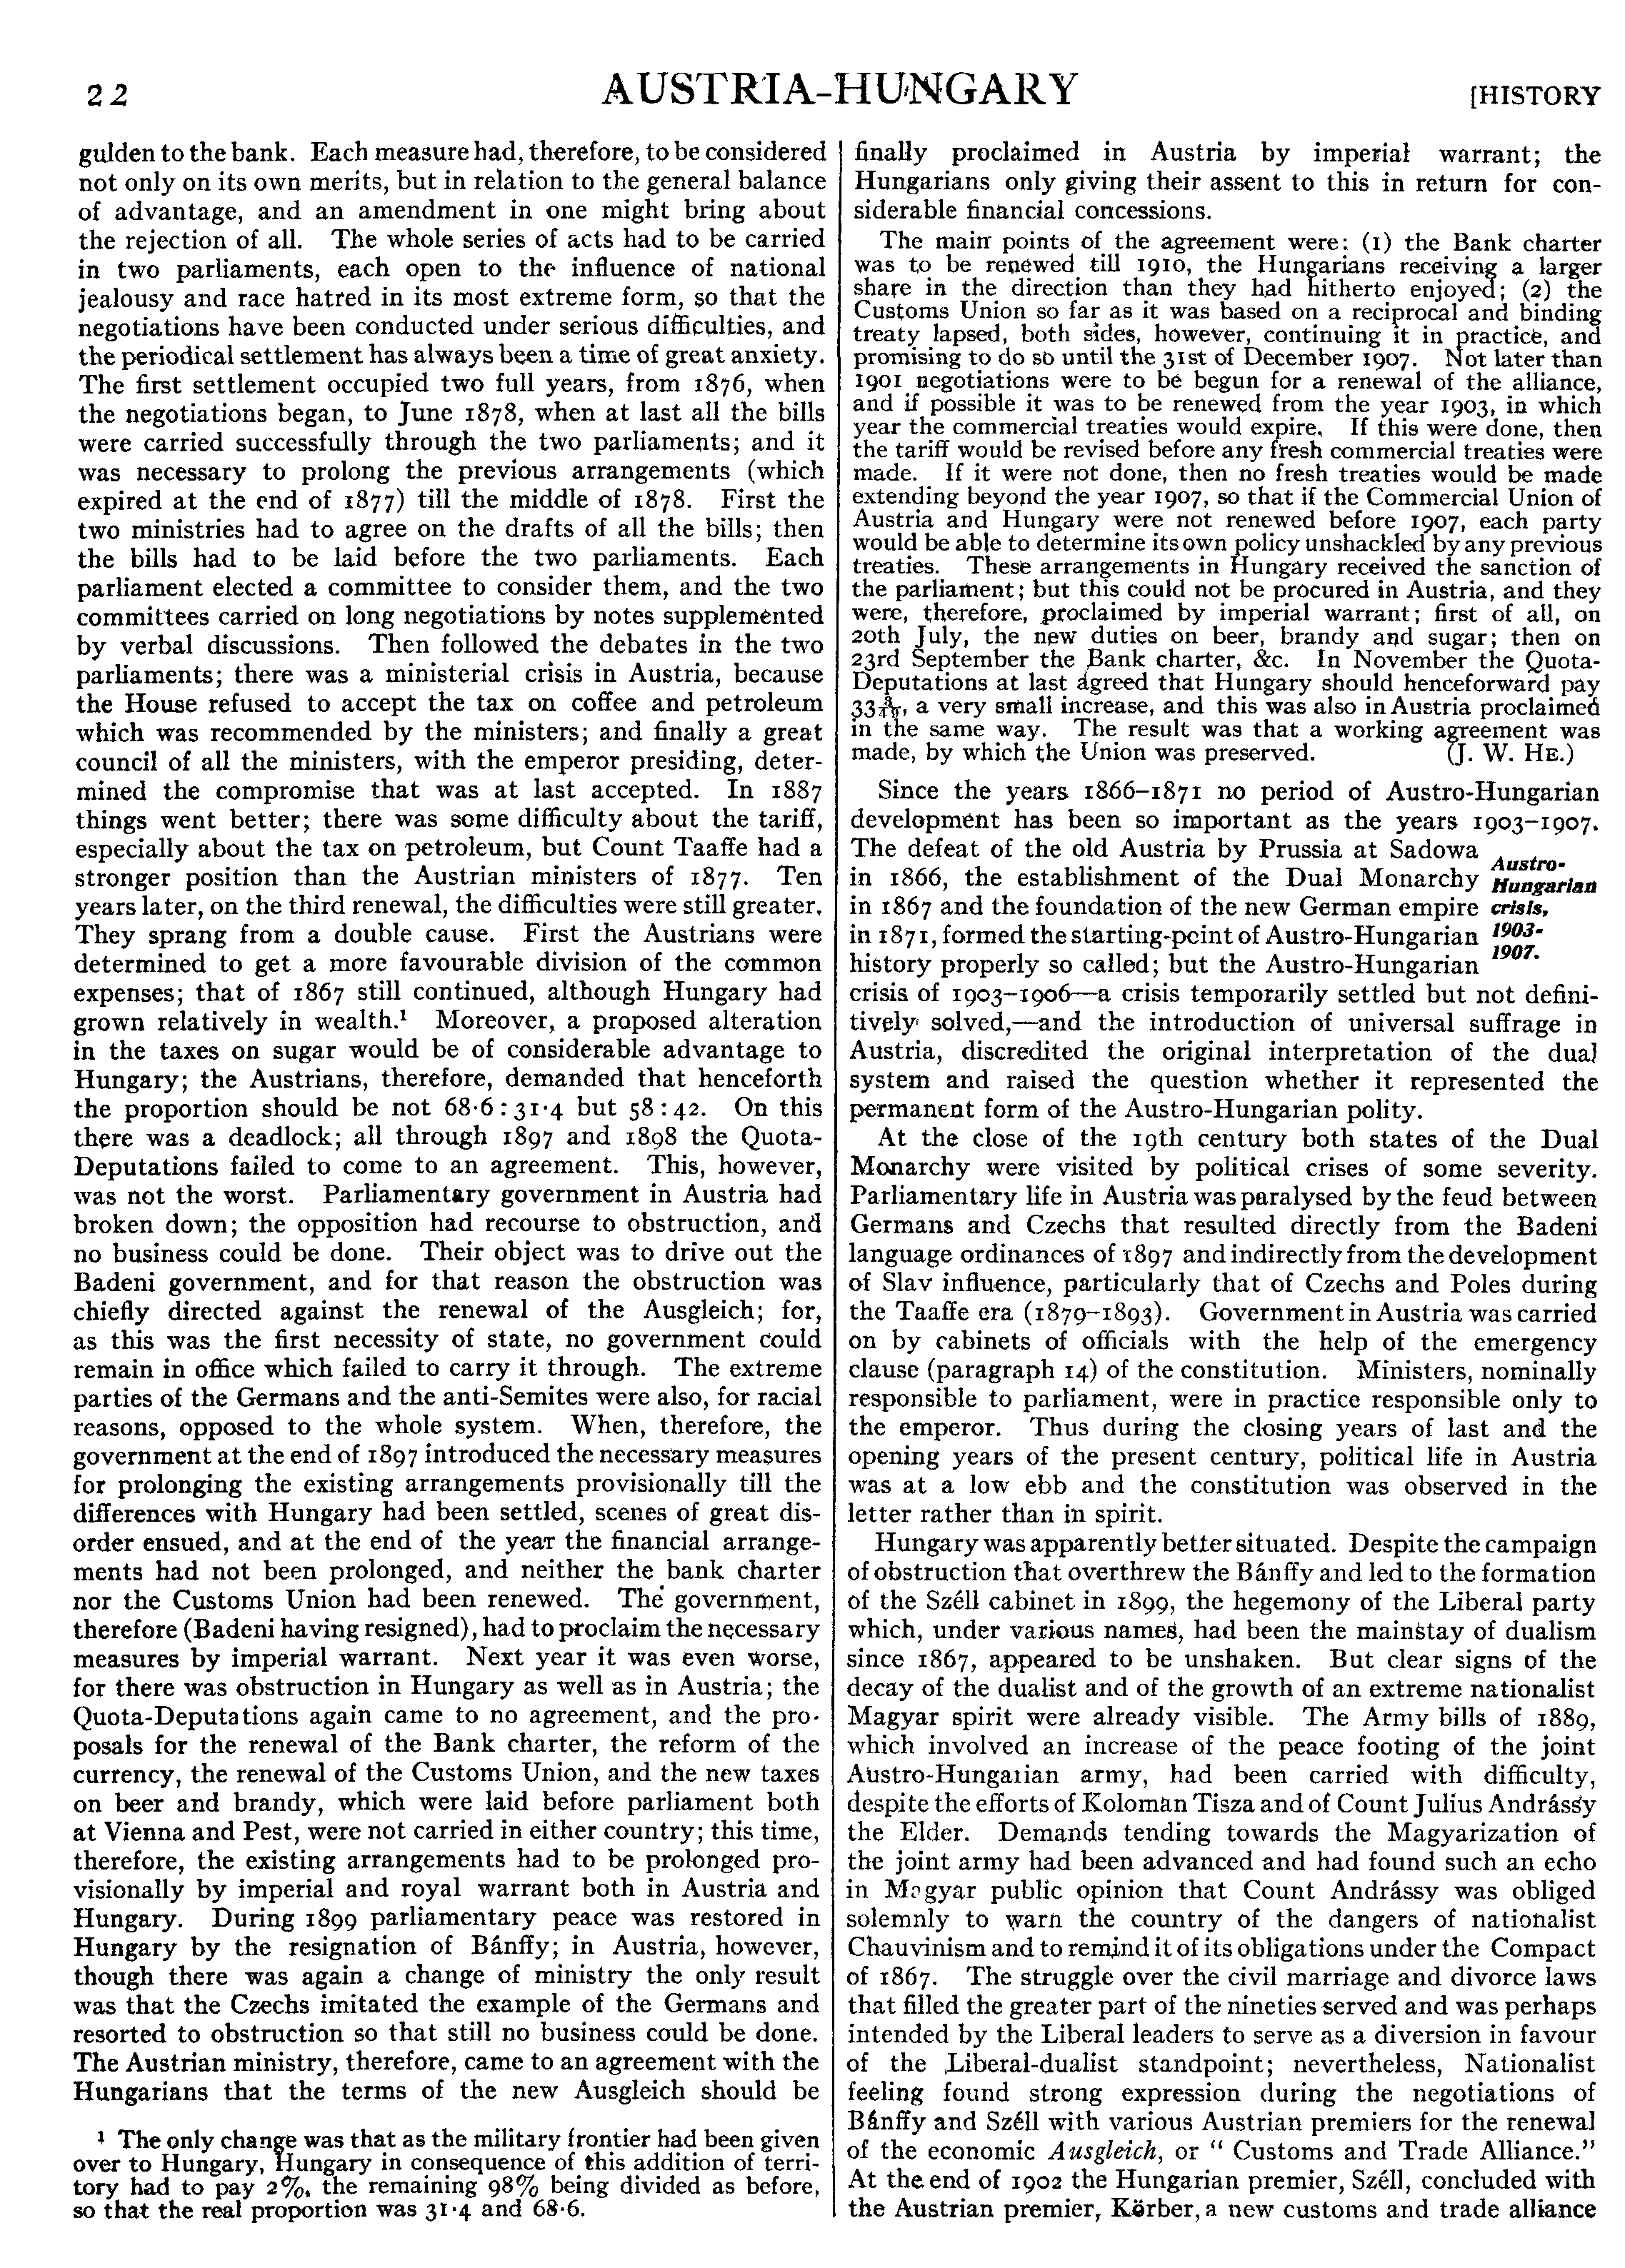 22
AUSTRIA-HUNGARY
[HISTORY
gulden to the bank. Each measure had, therefore, to be considered
not only on its own merits, but in relation to the general balance
of advantage, and an amendment in one might bring about
the rejection of all. The whole series of acts had to be carried
in two parliaments, each open to the influence of national
jealousy and race hatred in its most extreme form, so that the
negotiations have been conducted under serious difficulties, and
the periodical settlement has always been a time of great anxiety.
The first settlement occupied two full years, from 1876, when
the negotiations began, to June 1878, when at last all the bills
were carried successfully through the two parliaments; and it
was necessary to prolong the previous arrangements (which
expired at the end of 1877) till the middle of 1878. First the
two ministries had to agree on the drafts of all the bills; then
the bills had to be laid before the two parliaments. Each
parliament elected a committee to consider them, and the two
committees carried on long negotiations by notes supplemented
by verbal discussions. Then followed the debates in the two
parliaments; there was a ministerial crisis in Austria, because
the House refused to accept the tax on coffee and petroleum
which was recommended by the ministers; and finally a great
council of all the ministers, with the emperor presiding, deter-
mined the compromise that was at last accepted. In 1887
things went better; there was some difficulty about the tariff,
especially about the tax on petroleum, but Count Taaffe had a
stronger position than the Austrian ministers of 1877. Ten
years later, on the third renewal, the difficulties were still greater.
They sprang from a double cause. First the Austrians were
determined to get a more favourable division of the common
expenses; that of 1867 still continued, although Hungary had
grown relatively in wealth.¹ Moreover, a proposed alteration
in the taxes on sugar would be of considerable advantage to
Hungary; the Austrians, therefore, demanded that henceforth
the proportion should be not 68·6 : 31·4 but 58 : 42. On this
there was a deadlock; all through 1897 and 1898 the Quota-
Deputations failed to come to an agreement. This, however,
was not the worst. Parliamentary government in Austria had
broken down; the opposition had recourse to obstruction, and
no business could be done. Their object was to drive out the
Badeni government, and for that reason the obstruction was
chiefly directed against the renewal of the Ausgleich; for,
as this was the first necessity of state, no government could
remain in office which failed to carry it through. The extreme
parties of the Germans and the anti-Semites were also, for racial
reasons, opposed to the whole system. When, therefore, the
government at the end of 1897 introduced the necessary measures
for prolonging the existing arrangements provisionally till the
differences with Hungary had been settled, scenes of great dis-
order ensued, and at the end of the year the financial arrange-
ments had not been prolonged, and neither the bank charter
nor the Customs Union had been renewed. The government,
therefore (Badeni having resigned), had to proclaim the necessary
measures by imperial warrant. Next year it was even worse,
for there was obstruction in Hungary as well as in Austria; the
Quota-Deputations again came to no agreement, and the pro-
posals for the renewal of the Bank charter, the reform of the
currency, the renewal of the Customs Union, and the new taxes
on beer and brandy, which were laid before parliament both
at Vienna and Pest, were not carried in either country; this time,
therefore, the existing arrangements had to be prolonged pro-
visionally by imperial and royal warrant both in Austria and
Hungary. During 1899 parliamentary peace was restored in
Hungary by the resignation of Bánffy; in Austria, however,
though there was again a change of ministry the only result
was that the Czechs imitated the example of the Germans and
resorted to obstruction so that still no business could be done.
The Austrian ministry, therefore, came to an agreement with the
Hungarians that the terms of the new Ausgleich should be
¹ The only change was that as the military frontier had been given
over to Hungary, Hungary in consequence of this addition of terri-
tory had to pay 2%, the remaining 98% being divided as before,
so that the real proportion was 31·4 and 68·6.
finally proclaimed in Austria by imperial warrant; the
Hungarians only giving their assent to this in return for con-
siderable financial concessions.
The main points of the agreement were: (1) the Bank charter
was to be renewed till 1910, the Hungarians receiving a larger
share in the direction than they had hitherto enjoyed; (2) the
Customs Union so far as it was based on a reciprocal and binding
treaty lapsed, both sides, however, continuing it in practice, and
promising to do so until the 31st of December 1907. Not later than
1901 negotiations were to be begun for a renewal of the alliance,
and if possible it was to be renewed from the year 1903, in which
year the commercial treaties would expire. If this were done, then
the tariff would be revised before any fresh commercial treaties were
made. If it were not done, then no fresh treaties would be made
extending beyond the year 1907, so that if the Commercial Union of
Austria and Hungary were not renewed before 1907, each party
would be able to determine its own policy unshackled by any previous
treaties. These arrangements in Hungary received the sanction of
the parliament; but this could not be procured in Austria, and they
were, therefore, proclaimed by imperial warrant; first of all, on
20th July, the new duties on beer, brandy and sugar; then on
23rd September the Bank charter, &c. In November the Quota-
Deputations at last agreed that Hungary should henceforward pay
33, a very small increase, and this was also in Austria proclaimed
in the same way. The result was that a working agreement was
made, by which the Union was preserved. (J. W. HE.)
Since the years 1866–1871 no period of Austro-Hungarian
development has been so important as the years 1903–1907.
The defeat of the old Austria by Prussia at Sadowa
in 1866, the establishment of the Dual Monarchy
in 1867 and the foundation of the new German empire
in 1871, formed the starting-point of Austro-Hungarian
history properly so called; but the Austro-Hungarian
Austro-
Hungarian
crisis,
1903-
1907.
crisis of 1903–1906—a crisis temporarily settled but not defini-
tively solved,—and the introduction of universal suffrage in
Austria, discredited the original interpretation of the dual
system and raised the question whether it represented the
permanent form of the Austro-Hungarian polity.
At the close of the 19th century both states of the Dual
Monarchy were visited by political crises of some severity.
Parliamentary life in Austria was paralysed by the feud between
Germans and Czechs that resulted directly from the Badeni
language ordinances of 1897 and indirectly from the development
of Slav influence, particularly that of Czechs and Poles during
the Taaffe era (1879–1893). Government in Austria was carried
on by cabinets of officials with the help of the emergency
clause (paragraph 14) of the constitution. Ministers, nominally
responsible to parliament, were in practice responsible only to
the emperor. Thus during the closing years of last and the
opening years of the present century, political life in Austria
was at a low ebb and the constitution was observed in the
letter rather than in spirit.
Hungary was apparently better situated. Despite the campaign
of obstruction that overthrew the Bánffy and led to the formation
of the Széll cabinet in 1899, the hegemony of the Liberal party
which, under various names, had been the mainstay of dualism
since 1867, appeared to be unshaken. But clear signs of the
decay of the dualist and of the growth of an extreme nationalist
Magyar spirit were already visible. The Army bills of 1889,
which involved an increase of the peace footing of the joint
Austro-Hungarian army, had been carried with difficulty,
despite the efforts of Koloman Tisza and of Count Julius Andrássy
the Elder. Demands tending towards the Magyarization of
the joint army had been advanced and had found such an echo
in Magyar public opinion that Count Andrássy was obliged
solemnly to warn the country of the dangers of nationalist
Chauvinism and to remind it of its obligations under the Compact
of 1867. The struggle over the civil marriage and divorce laws
that filled the greater part of the nineties served and was perhaps
intended by the Liberal leaders to serve as a diversion in favour
of the Liberal-dualist standpoint; nevertheless, Nationalist
feeling found strong expression during the negotiations of
Bánffy and Széll with various Austrian premiers for the renewal
of the economic Ausgleich, or “ Customs and Trade Alliance.”
At the end of 1902 the Hungarian premier, Széll, concluded with
the Austrian premier, Körber, a new customs and trade alliance